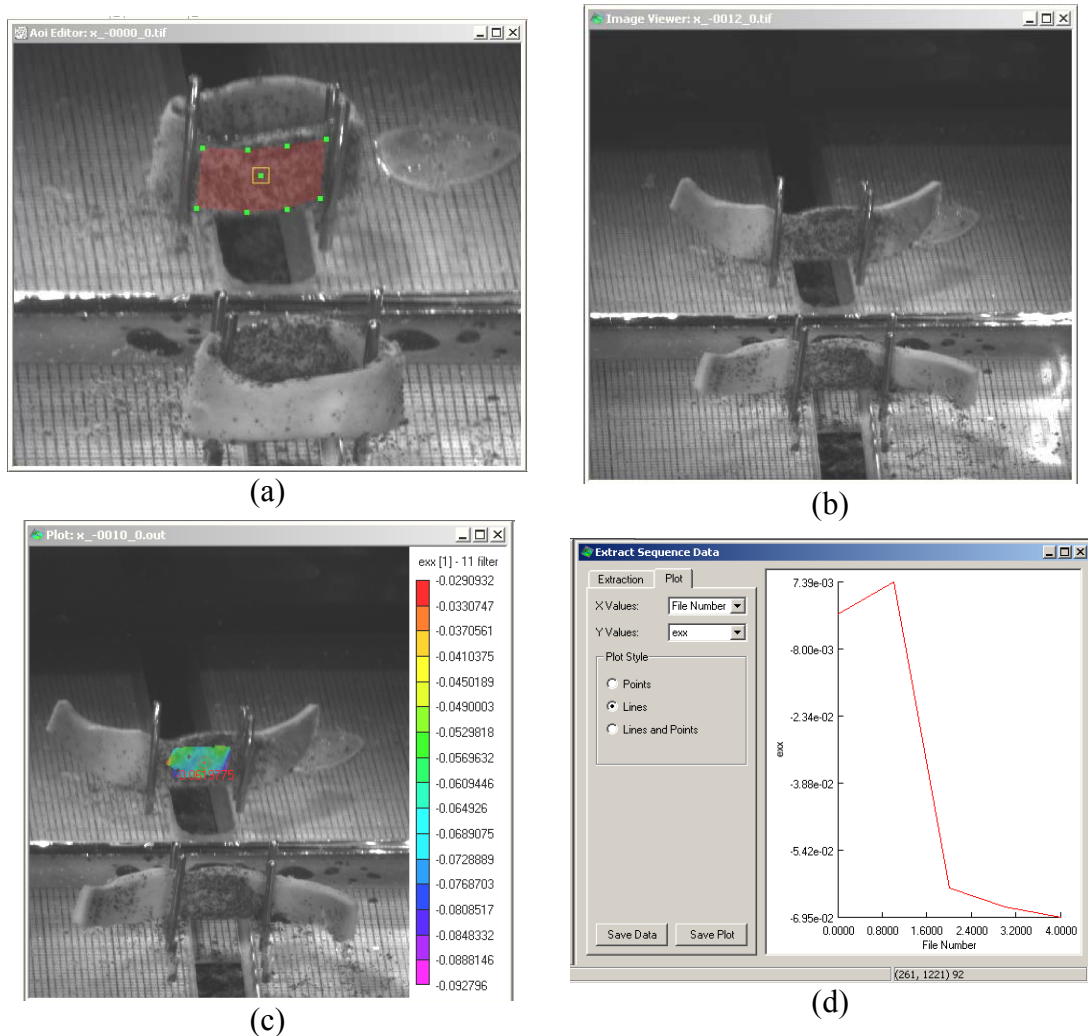 Aoi Editor: x_-0000_0.tif
(a)
Image Viewer: x_-0012_0.tif
(b)
Plot: x_-0010_0.out
exx [1] - 11 filter
-0.0290932
-0.0330747
-0.0370561
-0.0410375
-0.0450189
-0.0490003
-0.0529818
-0.0569632
-0.0609446
-0.064926
-0.0689075
-0.0728889
-0.0768703
-0.0808517
-0.0848332
-0.0888146
-0.092796
(c)
Extract Sequence Data
Extraction
Plot
X Values:
File Number
Y Values:
exx
Plot Style
Points
Lines
Lines and Points
Save Data
Save Plot
7.39e-03
-8.00e-03
-2.34e-02
-3.88e-02
-5.42e-02
-6.95e-02
exx
0.0000 0.8000 1.6000 2.4000 3.2000 4.0000
File Number
(261, 1221) 92
(d)